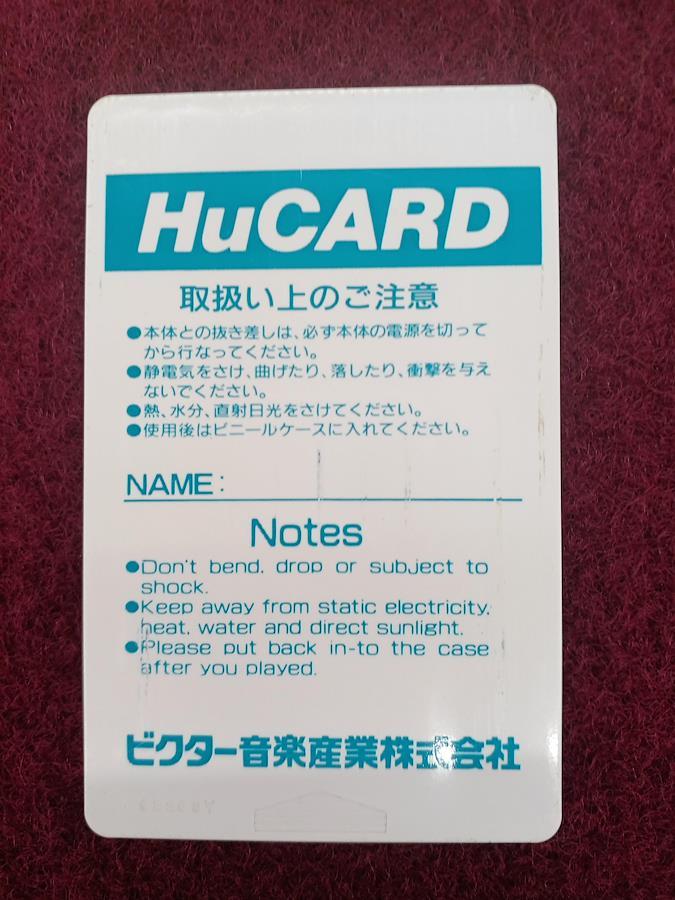 HuCARD
取扱い上のご注意
●本体との抜き差しは、必ず本体の電源を切って
から行なってください。
●静電気をさけ、曲げたり、落したり、衝撃を与え
ないでください。
●熱、水分、直射日光をさけてください。
●使用後はビニールケースに入れてください。
NAME:
Notes
●Don't bend, drop or subject to
shock.
●Keep away from static electricity,
heat, water and direct sunlight.
●Please put back in-to the case
after you played.
ビクター音楽産業株式会社